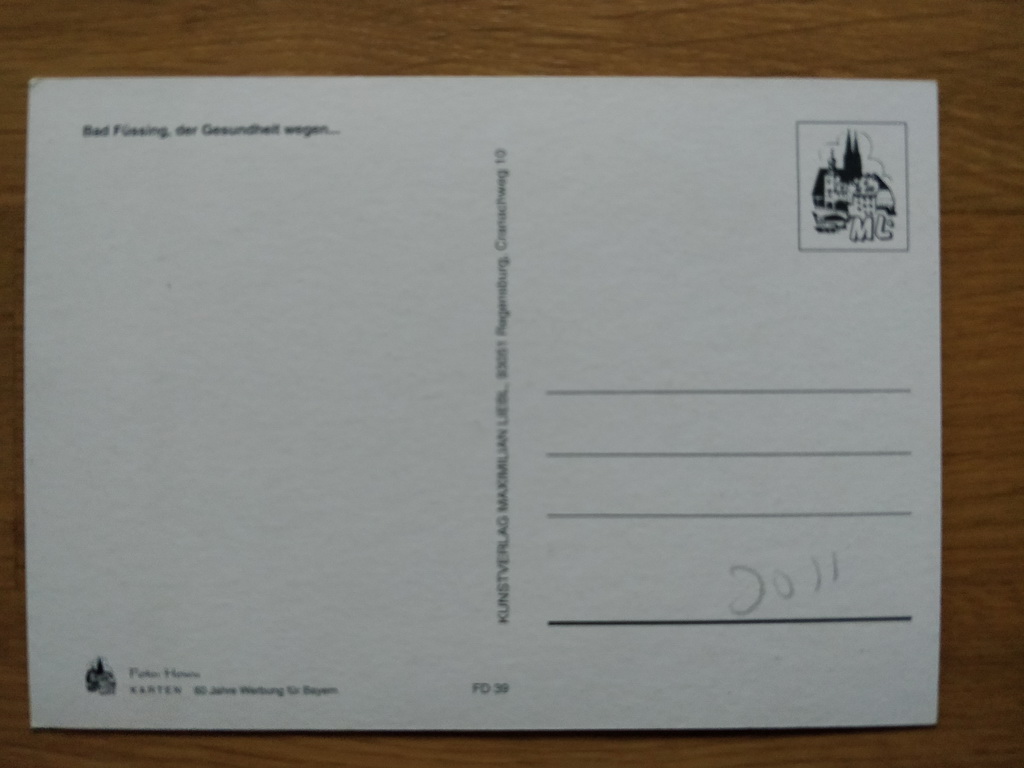 Bad Füssing, der Gesundheit wegen...
ML
KUNSTVERLAG MAXIMILIAN LIEBL, 93051 Regensburg, Cranachweg 10
2011
KARTEN 60 Jahre Werbung für Bayern
FD 39